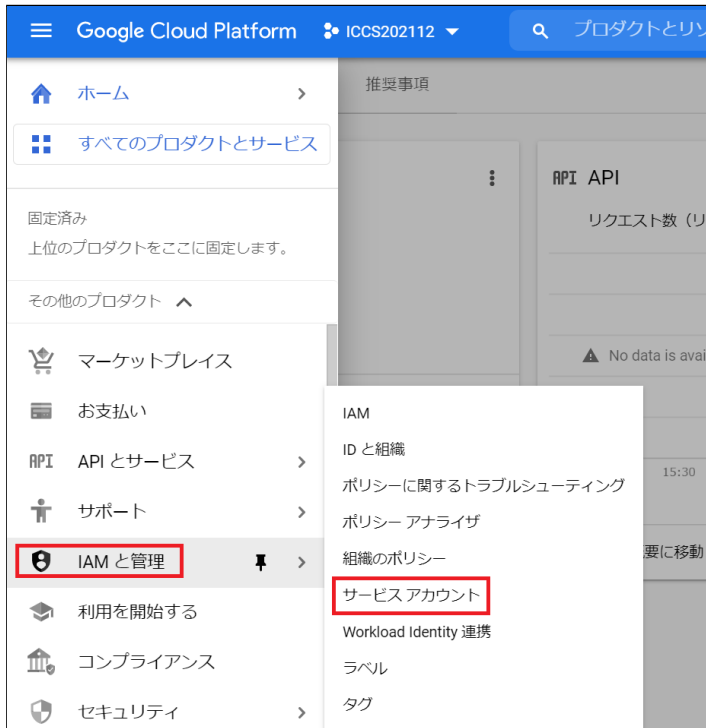 Google Cloud Platform
ICCS202112
プロダクトとリソ
ホーム
すべてのプロダクトとサービス
固定済み
上位のプロダクトをここに固定します。
その他のプロダクト
マーケットプレイス
お支払い
API API とサービス
サポート
IAM と管理
利用を開始する
コンプライアンス
セキュリティ
推奨事項
API API
リクエスト数（リ
No data is avai
15:30
要に移動
IAM
ID と組織
ポリシーに関するトラブルシューティング
ポリシー アナライザ
組織のポリシー
サービス アカウント
Workload Identity 連携
ラベル
タグ